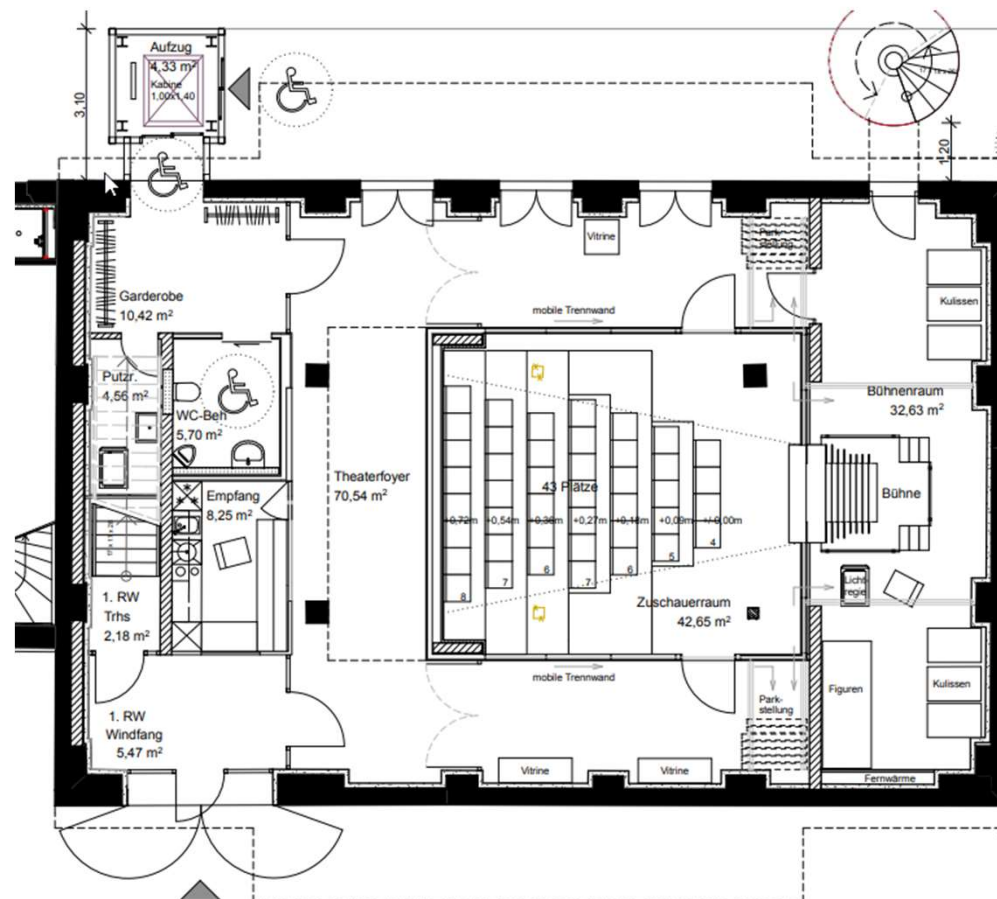 Aufzug
4,33 m²
Kabine
1,00x1,40
3,10
1,20
Vitrine
Park-
stellung
Garderobe
10,42 m²
mobile Trennwand
Kulissen
Putzr.
4,56 m²
WC-Beh
5,70 m²
Bühnenraum
32,63 m²
Theaterfoyer
70,54 m²
Empfang
8,25 m²
43 Plätze
Bühne
+0,72m
+0,54m
+0,36m
+0,27m
+0,18m
+0,09m
+/-0,00m
8
7
6
7
6
5
4
1. RW
Trhs
2,18 m²
Licht-
regie
Zuschauerraum
42,65 m²
mobile Trennwand
Park-
stellung
Figuren
Kulissen
1. RW
Windfang
5,47 m²
Vitrine
Vitrine
Fernwärme